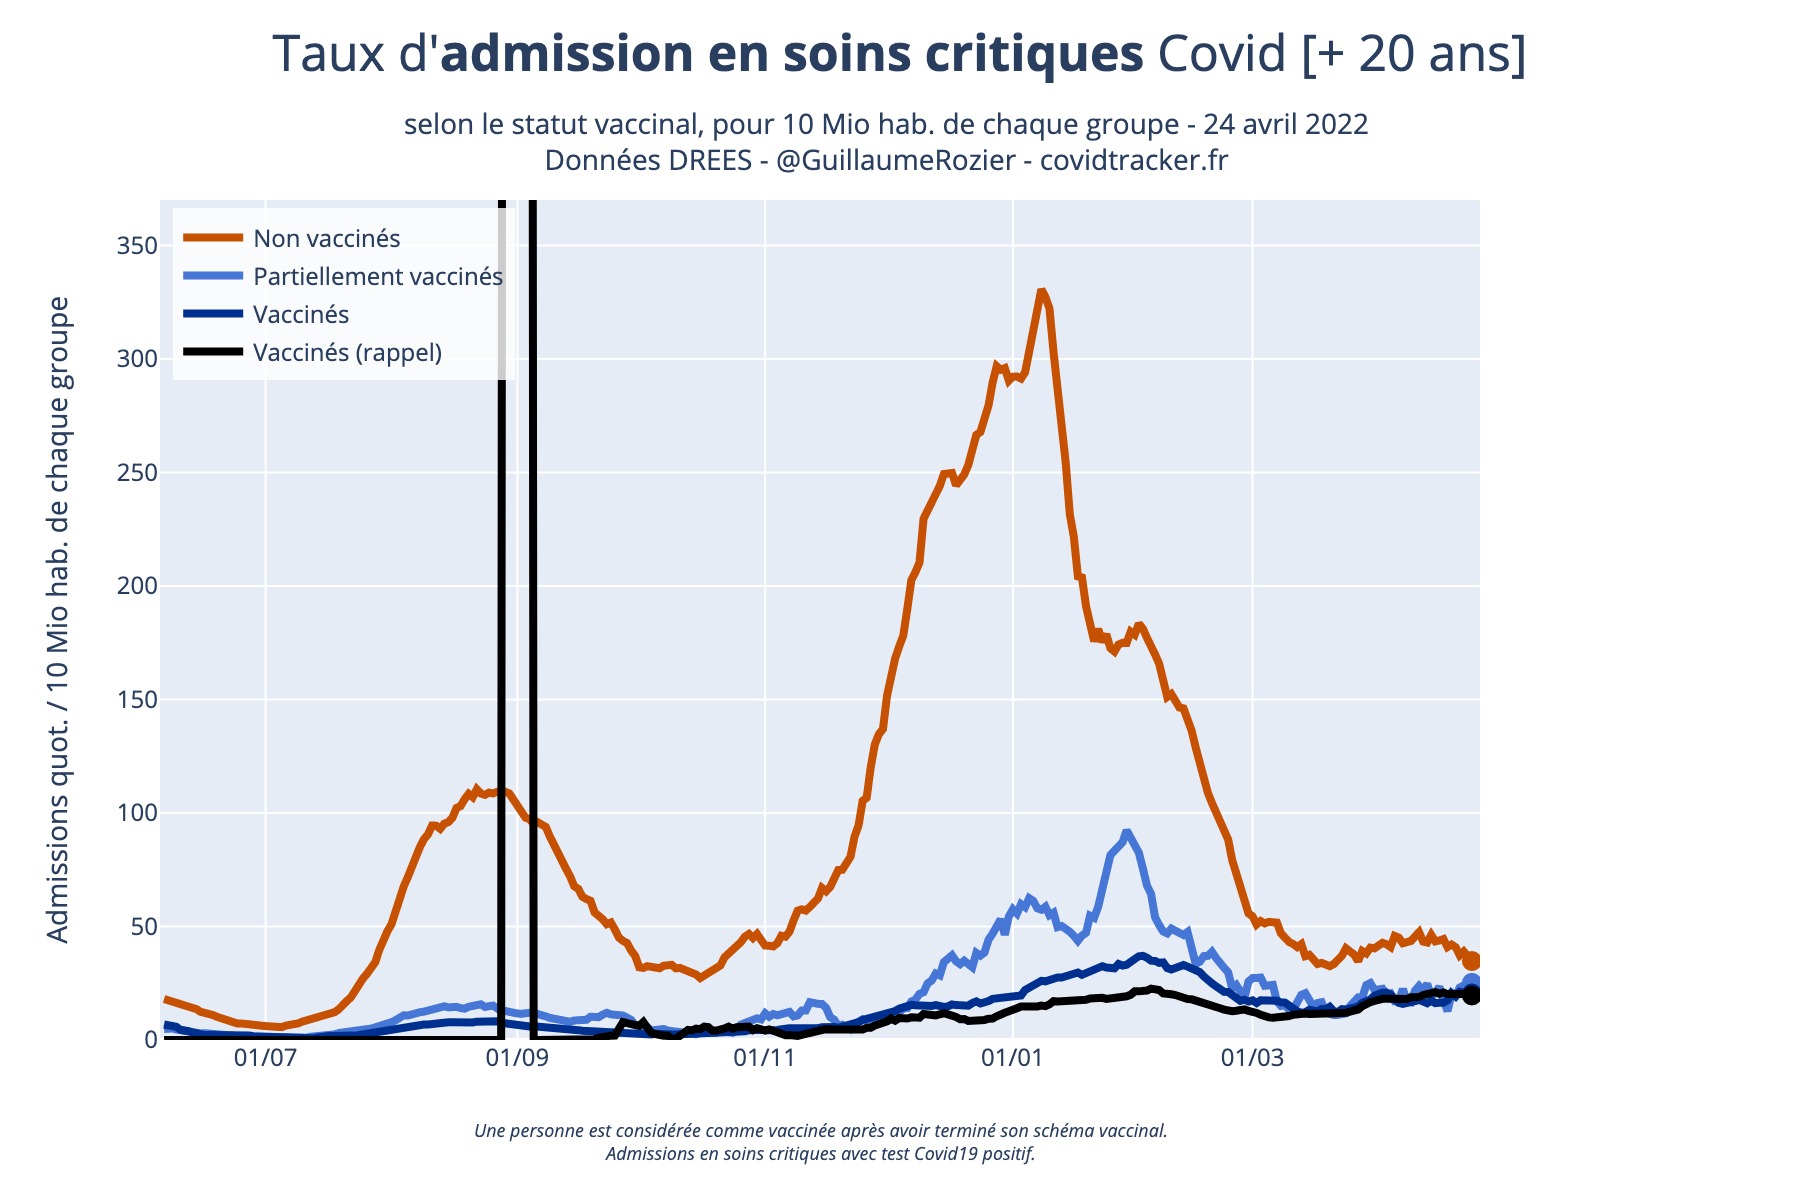 Taux d'admission en soins critiques Covid [+ 20 ans]
selon le statut vaccinal, pour 10 Mio hab. de chaque groupe - 24 avril 2022
Données DREES - @GuillaumeRozier - covidtracker.fr
Admissions quot. / 10 Mio hab. de chaque groupe
Non vaccinés
Partiellement vaccinés
Vaccinés
Vaccinés (rappel)
350
300
250
200
150
100
50
0
01/07 01/09 01/11 01/01 01/03
Une personne est considérée comme vaccinée après avoir terminé son schéma vaccinal.
Admissions en soins critiques avec test Covid19 positif.